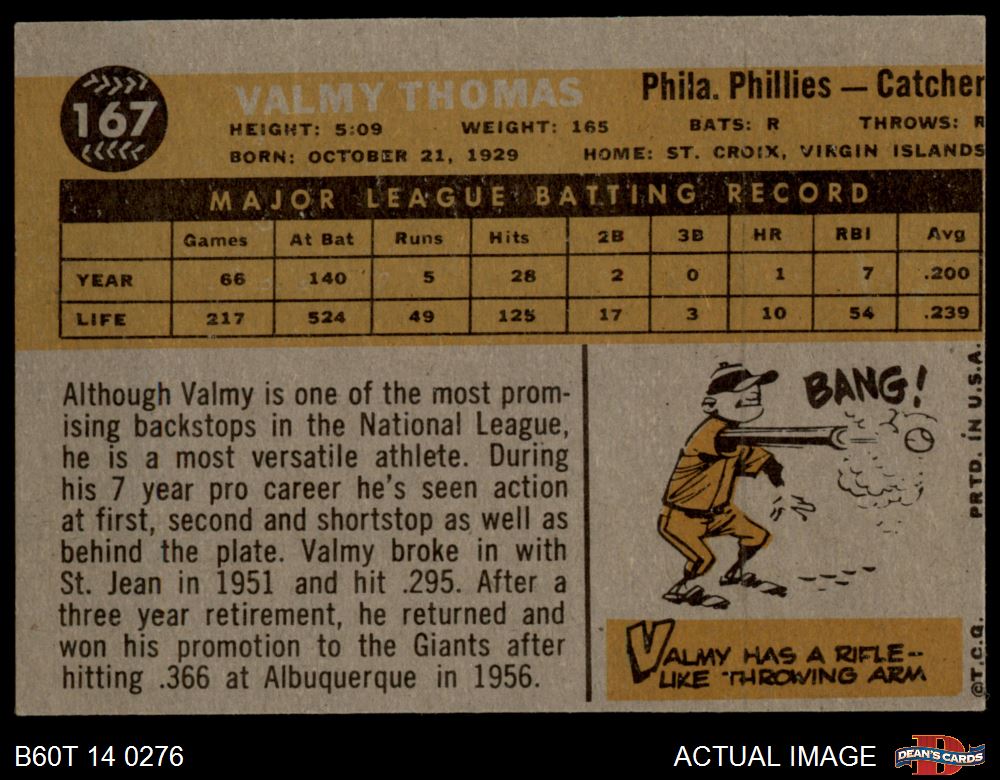 167
VALMY THOMAS
Phila. Phillies — Catcher
HEIGHT: 5:09 WEIGHT: 165 BATS: R THROWS: R
BORN: OCTOBER 21, 1929 HOME: ST. CROIX, VIRGIN ISLANDS
MAJOR LEAGUE BATTING RECORD
Games At Bat Runs Hits 2B 3B HR RBI Avg
YEAR 66 140 5 28 2 0 1 7 .200
LIFE 217 524 49 125 17 3 10 54 .239
Although Valmy is one of the most prom-
ising backstops in the National League,
he is a most versatile athlete. During
his 7 year pro career he's seen action
at first, second and shortstop as well as
behind the plate. Valmy broke in with
St. Jean in 1951 and hit .295. After a
three year retirement, he returned and
won his promotion to the Giants after
hitting .366 at Albuquerque in 1956.
BANG!
VALMY HAS A RIFLE--
LIKE THROWING ARM
©T.C.G. PRTD. IN U.S.A.
B60T 14 0276
ACTUAL IMAGE
D
DEAN'S CARDS